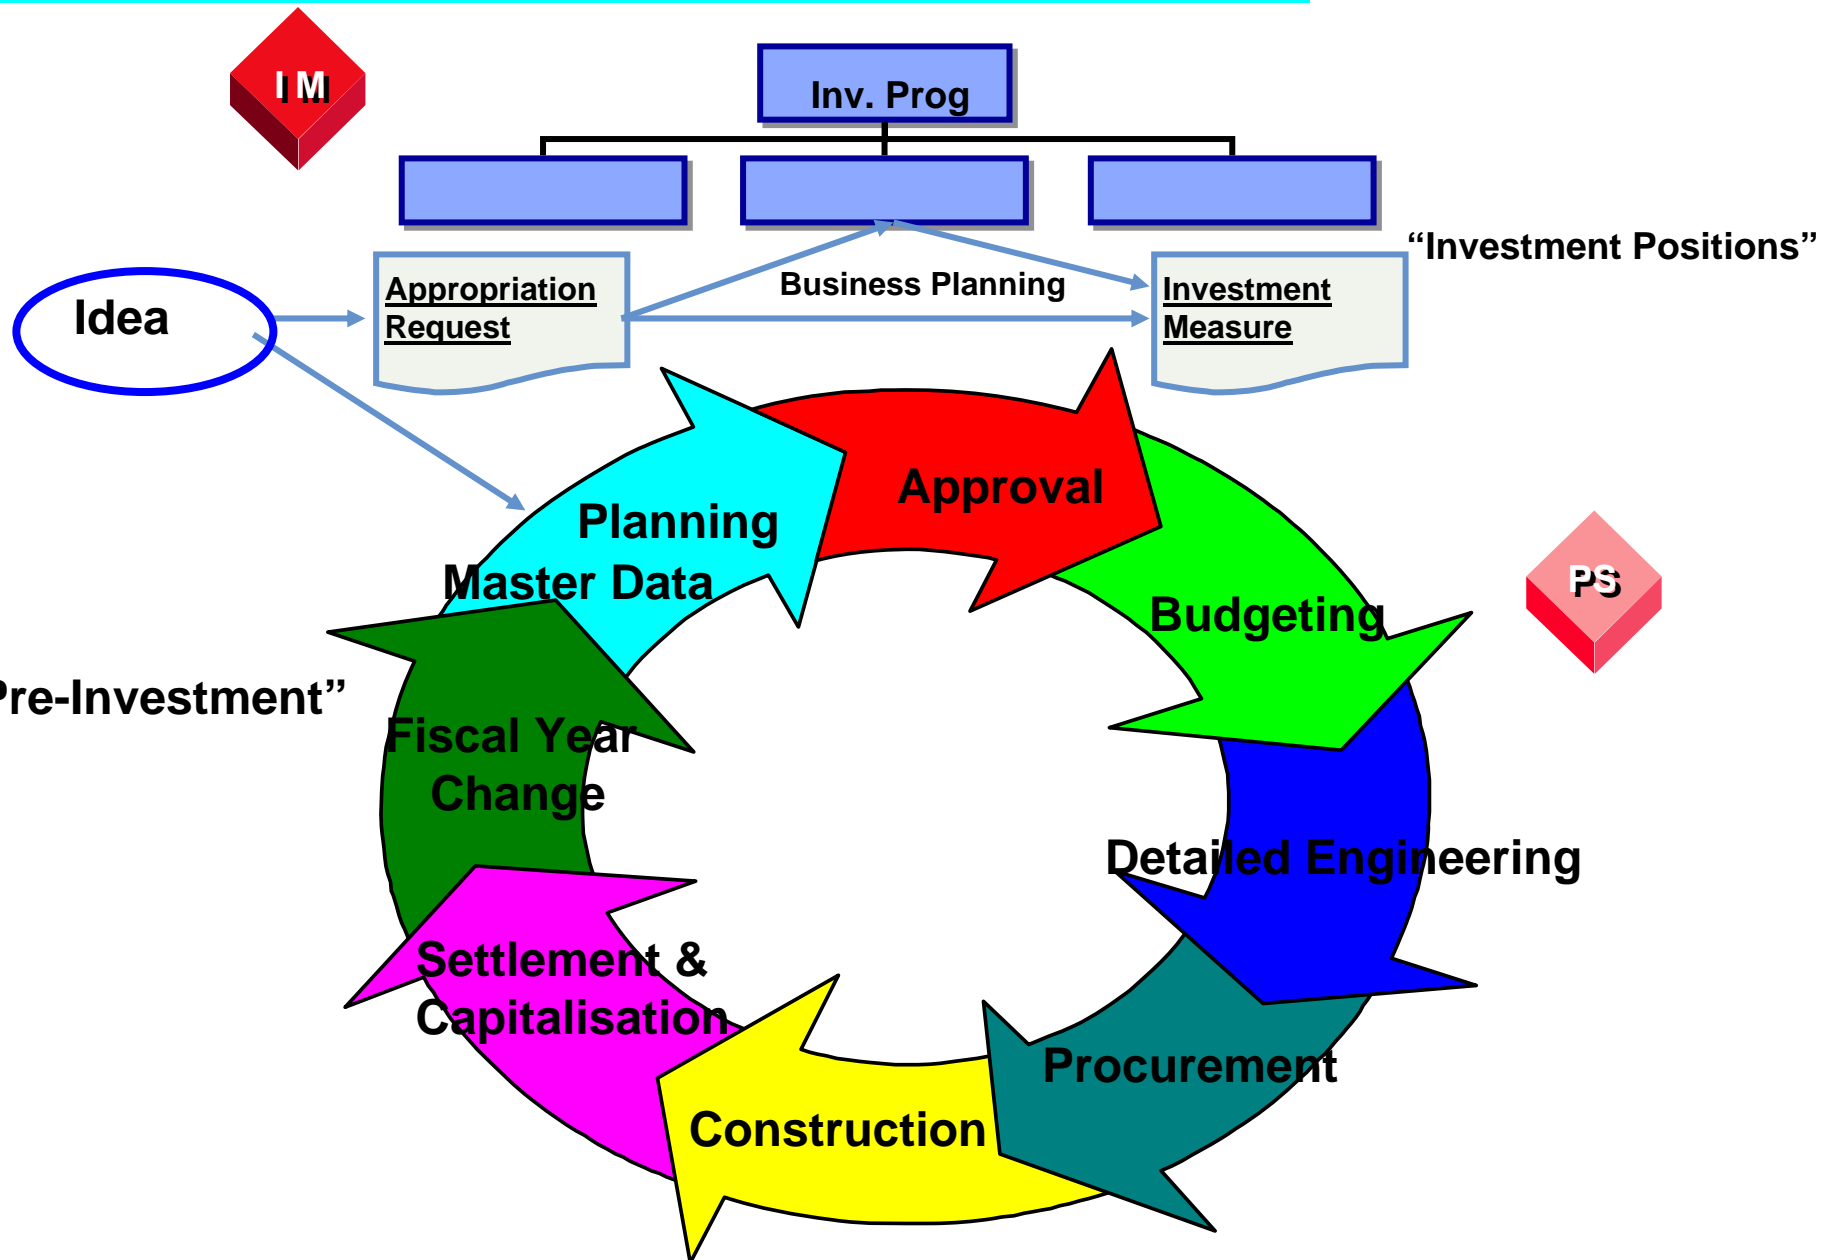 I M
Inv. Prog
“Investment Positions”
Business Planning
Appropriation
Request
Investment
Measure
Idea
Approval
Planning
Master Data
PS
Budgeting
Pre-Investment”
Fiscal Year
Change
Detailed Engineering
Settlement &
Capitalisation
Procurement
Construction